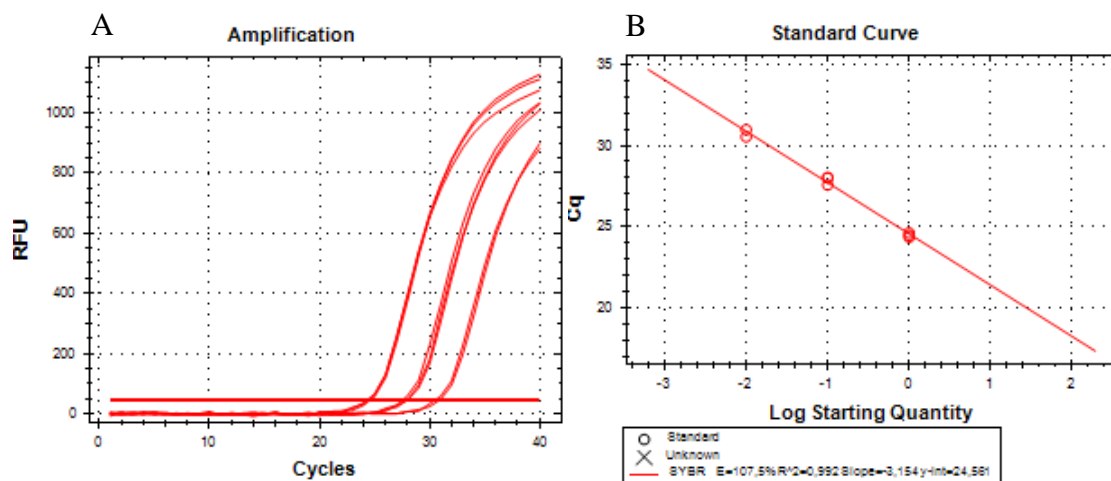 A
Amplification
1000
800
600
400
200
0
0
10
20
30
40
RFU
Cycles
B
Standard Curve
35
30
25
20
-3
-2
-1
0
1
2
Cq
Log Starting Quantity
Standard
Unknown
SYBR E=107,5% R^2=0,992 Slope=-3,154 y-int=24,561